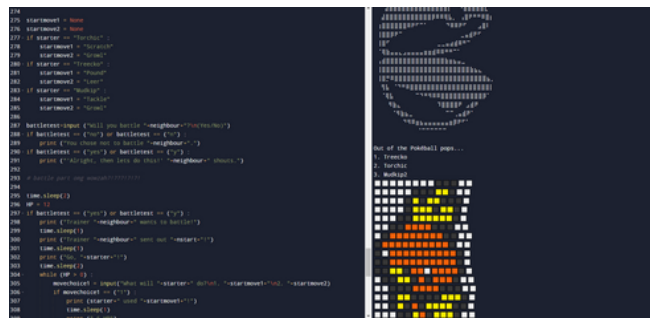 274
275 startmove1 = None
276 startmove2 = None
277 if starter == "Torchic" :
278 startmove1 = "Scratch"
279 startmove2 = "Growl"
280 if starter == "Treecko" :
281 startmove1 = "Pound"
282 startmove2 = "Leer"
283 if starter == "Mudkip" :
284 startmove1 = "Tackle"
285 startmove2 = "Growl"
286
287 battletest=input ("Will you battle "+neighbour+"?\n(Yes/No)")
288 if battletest == ("no") or battletest == ("n") :
289 print ("You chose not to battle "+neighbour+".")
290 if battletest == ("yes") or battletest == ("y") :
291 print ("'Alright, then lets do this!' "+neighbour+" shouts.")
292
293 # battle part omg
294
295 time.sleep(2)
296 HP = 12
297 if battletest == ("yes") or battletest == ("y") :
298 print ("Trainer "+neighbour+" wants to battle!")
299 time.sleep(1)
300 print ("Trainer "+neighbour+" sent out "+nstart+"!")
301 time.sleep(1)
302 print ("Go, "+starter+"!")
303 time.sleep(2)
304 while (HP > 0) :
305 movechoice1 = input("What will "+starter+" do?\n1. "+startmove1+"\n2. "+startmove2)
306 if movechoice1 == ("1") :
307 print (starter+" used "+startmove1+"!")
308 time.sleep(1)
309
Out of the Pokéball pops...
1. Treecko
2. Torchic
3. Mudkip2